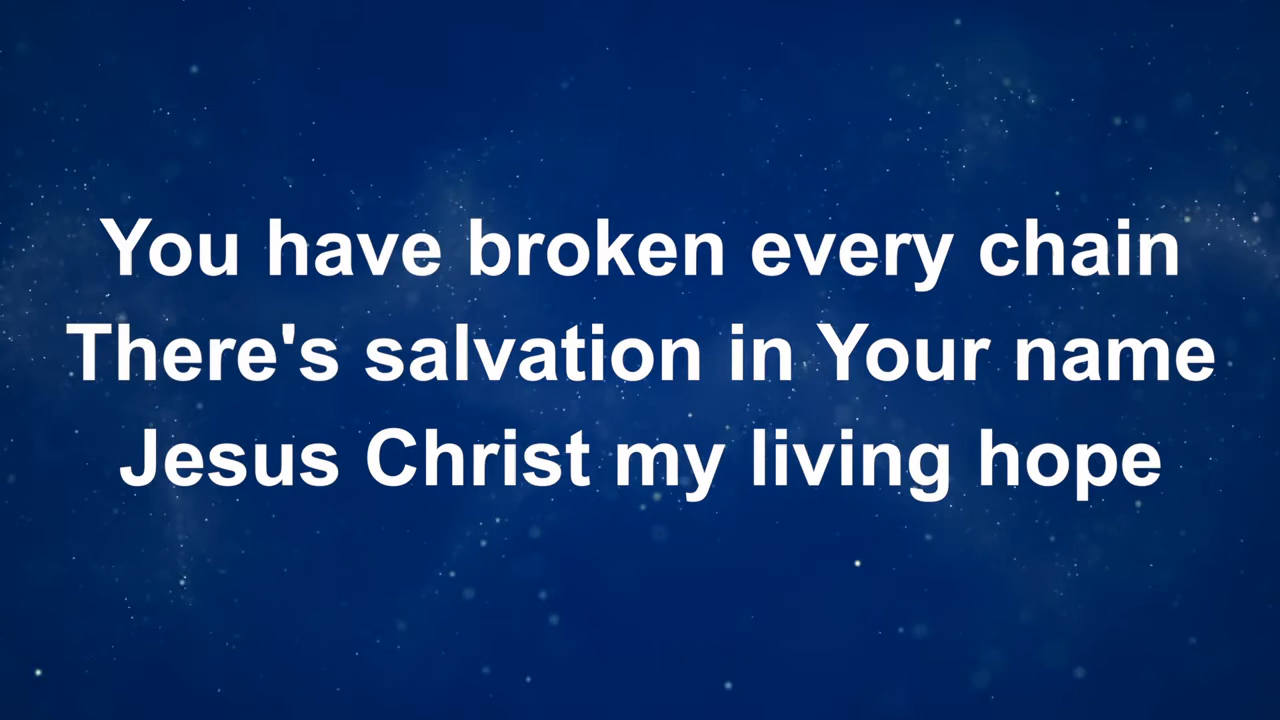 You have broken every chain
There's salvation in Your name
Jesus Christ my living hope